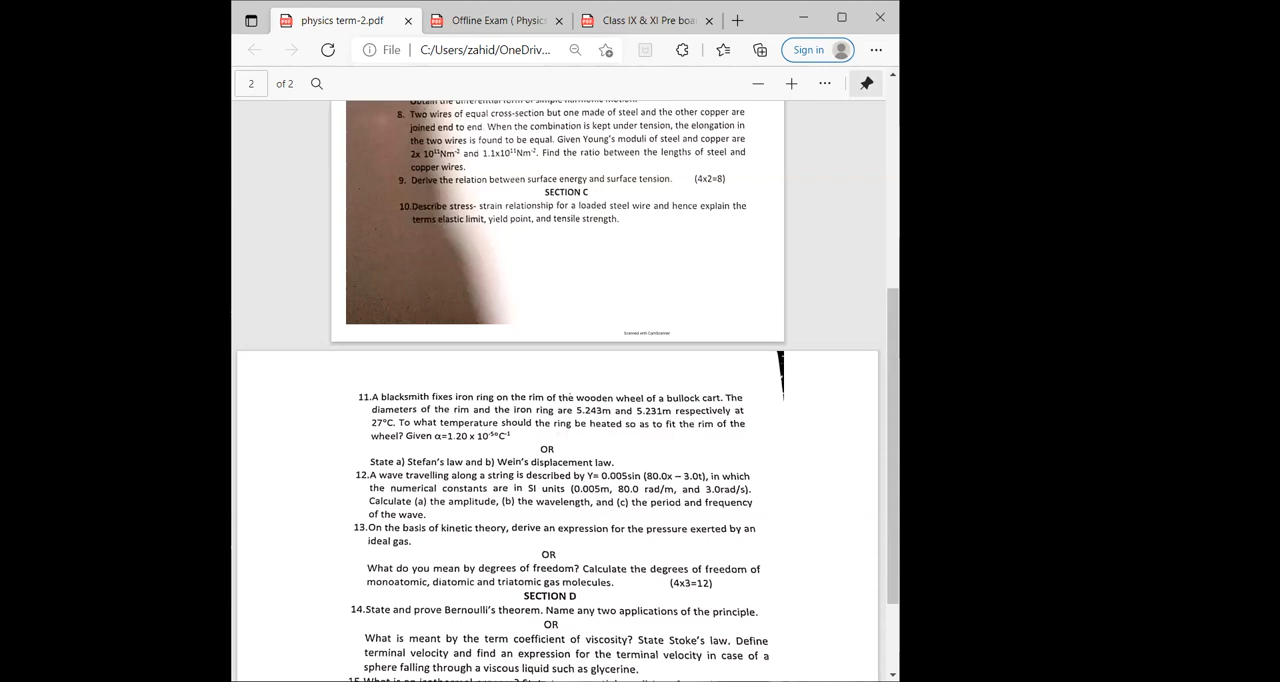 physics term-2.pdf
Offline Exam ( Physic
Class IX & XI Pre boa
File
C:/Users/zahid/OneDriv...
Sign in
2
of 2
Obtain the differential form of simple harmonic motion.
8. Two wires of equal cross-section but one made of steel and the other copper are
joined end to end. When the combination is kept under tension, the elongation in
the two wires is found to be equal. Given Young's moduli of steel and copper are
2x 10¹¹Nm⁻² and 1.1x10¹¹Nm⁻². Find the ratio between the lengths of steel and
copper wires.
9. Derive the relation between surface energy and surface tension. (4x2=8)
SECTION C
10.Describe stress- strain relationship for a loaded steel wire and hence explain the
terms elastic limit, yield point, and tensile strength.
Scanned with CamScanner
11.A blacksmith fixes iron ring on the rim of the wooden wheel of a bullock cart. The
diameters of the rim and the iron ring are 5.243m and 5.231m respectively at
27°C. To what temperature should the ring be heated so as to fit the rim of the
wheel? Given α=1.20 x 10⁻⁵°C⁻¹
OR
State a) Stefan's law and b) Wein's displacement law.
12.A wave travelling along a string is described by Y= 0.005sin (80.0x – 3.0t), in which
the numerical constants are in SI units (0.005m, 80.0 rad/m, and 3.0rad/s).
Calculate (a) the amplitude, (b) the wavelength, and (c) the period and frequency
of the wave.
13.On the basis of kinetic theory, derive an expression for the pressure exerted by an
ideal gas.
OR
What do you mean by degrees of freedom? Calculate the degrees of freedom of
monoatomic, diatomic and triatomic gas molecules. (4x3=12)
SECTION D
14.State and prove Bernoulli's theorem. Name any two applications of the principle.
OR
What is meant by the term coefficient of viscosity? State Stoke's law. Define
terminal velocity and find an expression for the terminal velocity in case of a
sphere falling through a viscous liquid such as glycerine.